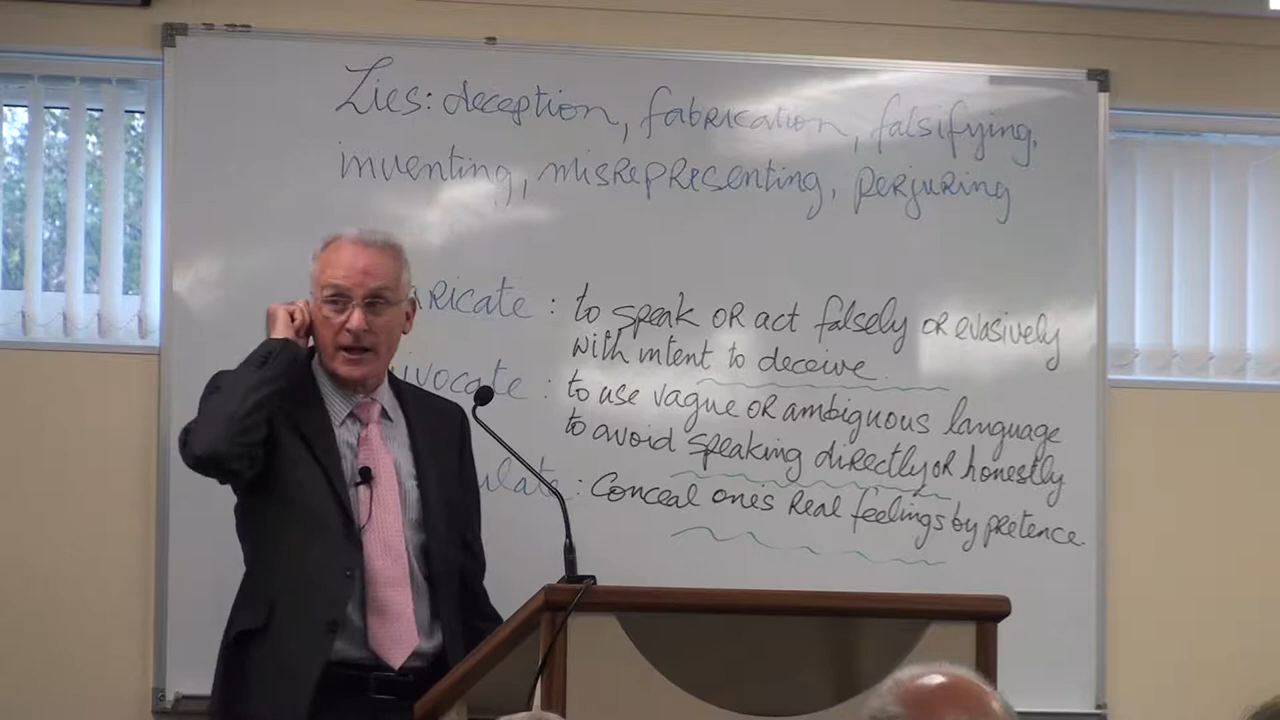 Lies: deception, fabrication, falsifying,
inventing, misrepresenting, perjuring
ricate : to speak or act falsely or evasively
with intent to deceive.
ivocate : to use vague or ambiguous language
to avoid speaking directly or honestly
ulate : Conceal one's real feelings by pretence.